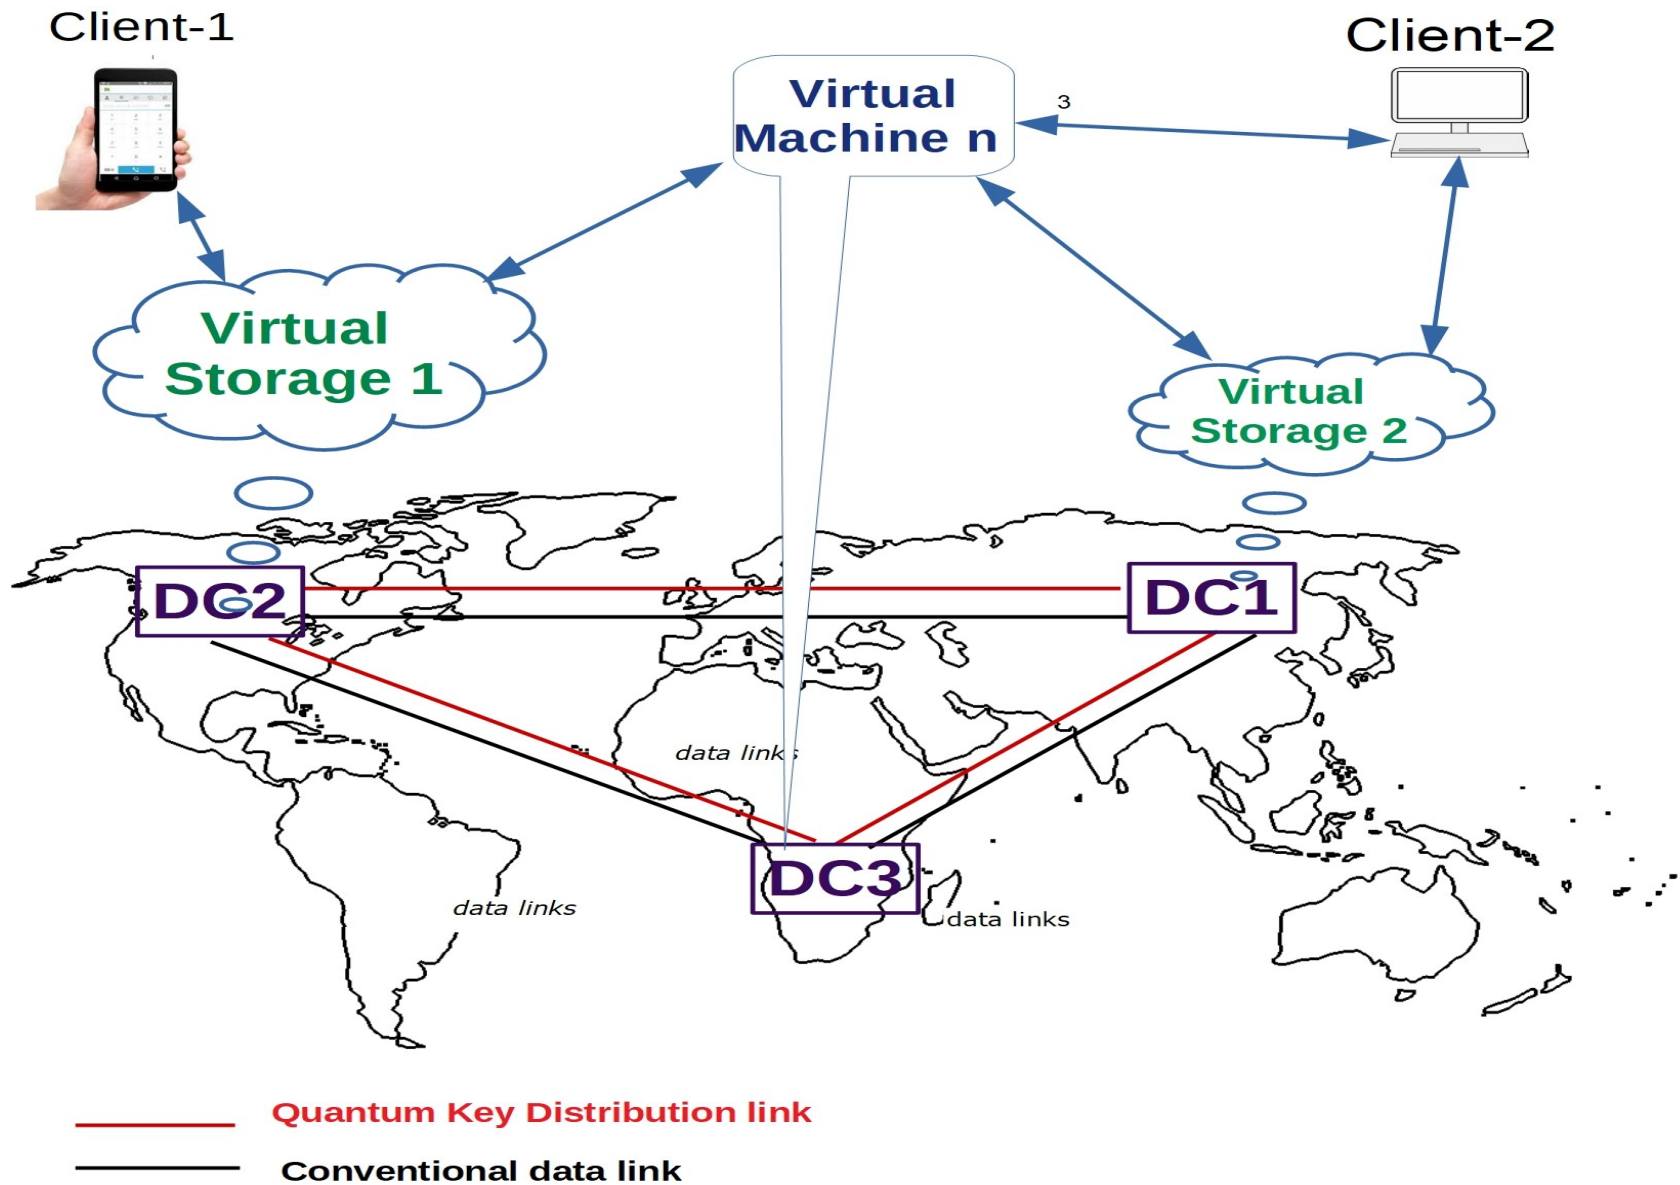 Client-1
Client-2
Virtual
Machine n
3
Virtual
Storage 1
Virtual
Storage 2
DC2
DC1
data links
DC3
data links
data links
Quantum Key Distribution link
Conventional data link